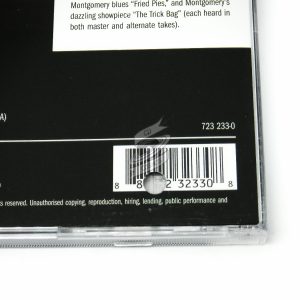 Montgomery blues "Fried Pies," and Montgomery's
dazzling showpiece "The Trick Bag" (each heard in
both master and alternate takes).
A)
723 233-0
8 2 32330 8
s reserved. Unauthorised copying, reproduction, hiring, lending, public performance and